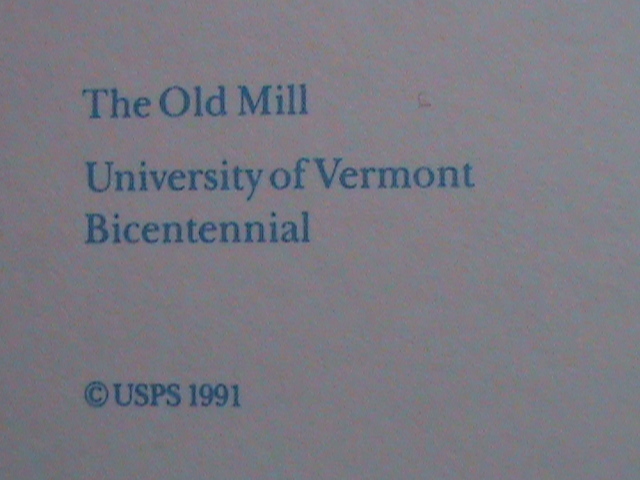 The Old Mill
University of Vermont
Bicentennial
© USPS 1991